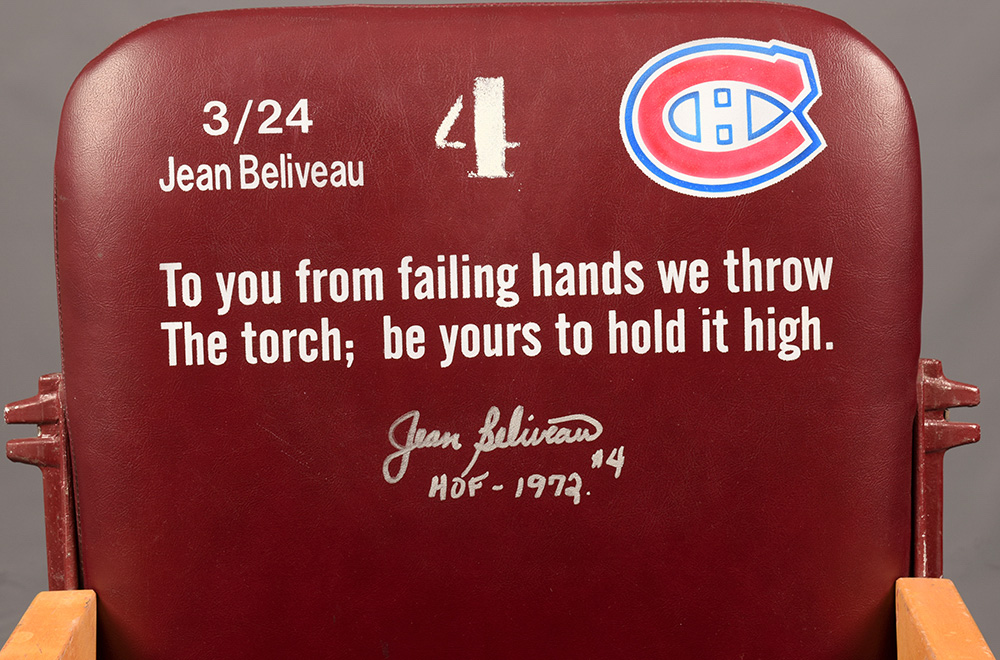 3/24
Jean Beliveau
4
CH
To you from failing hands we throw
The torch; be yours to hold it high.
Jean Beliveau
#4
HOF - 1972.